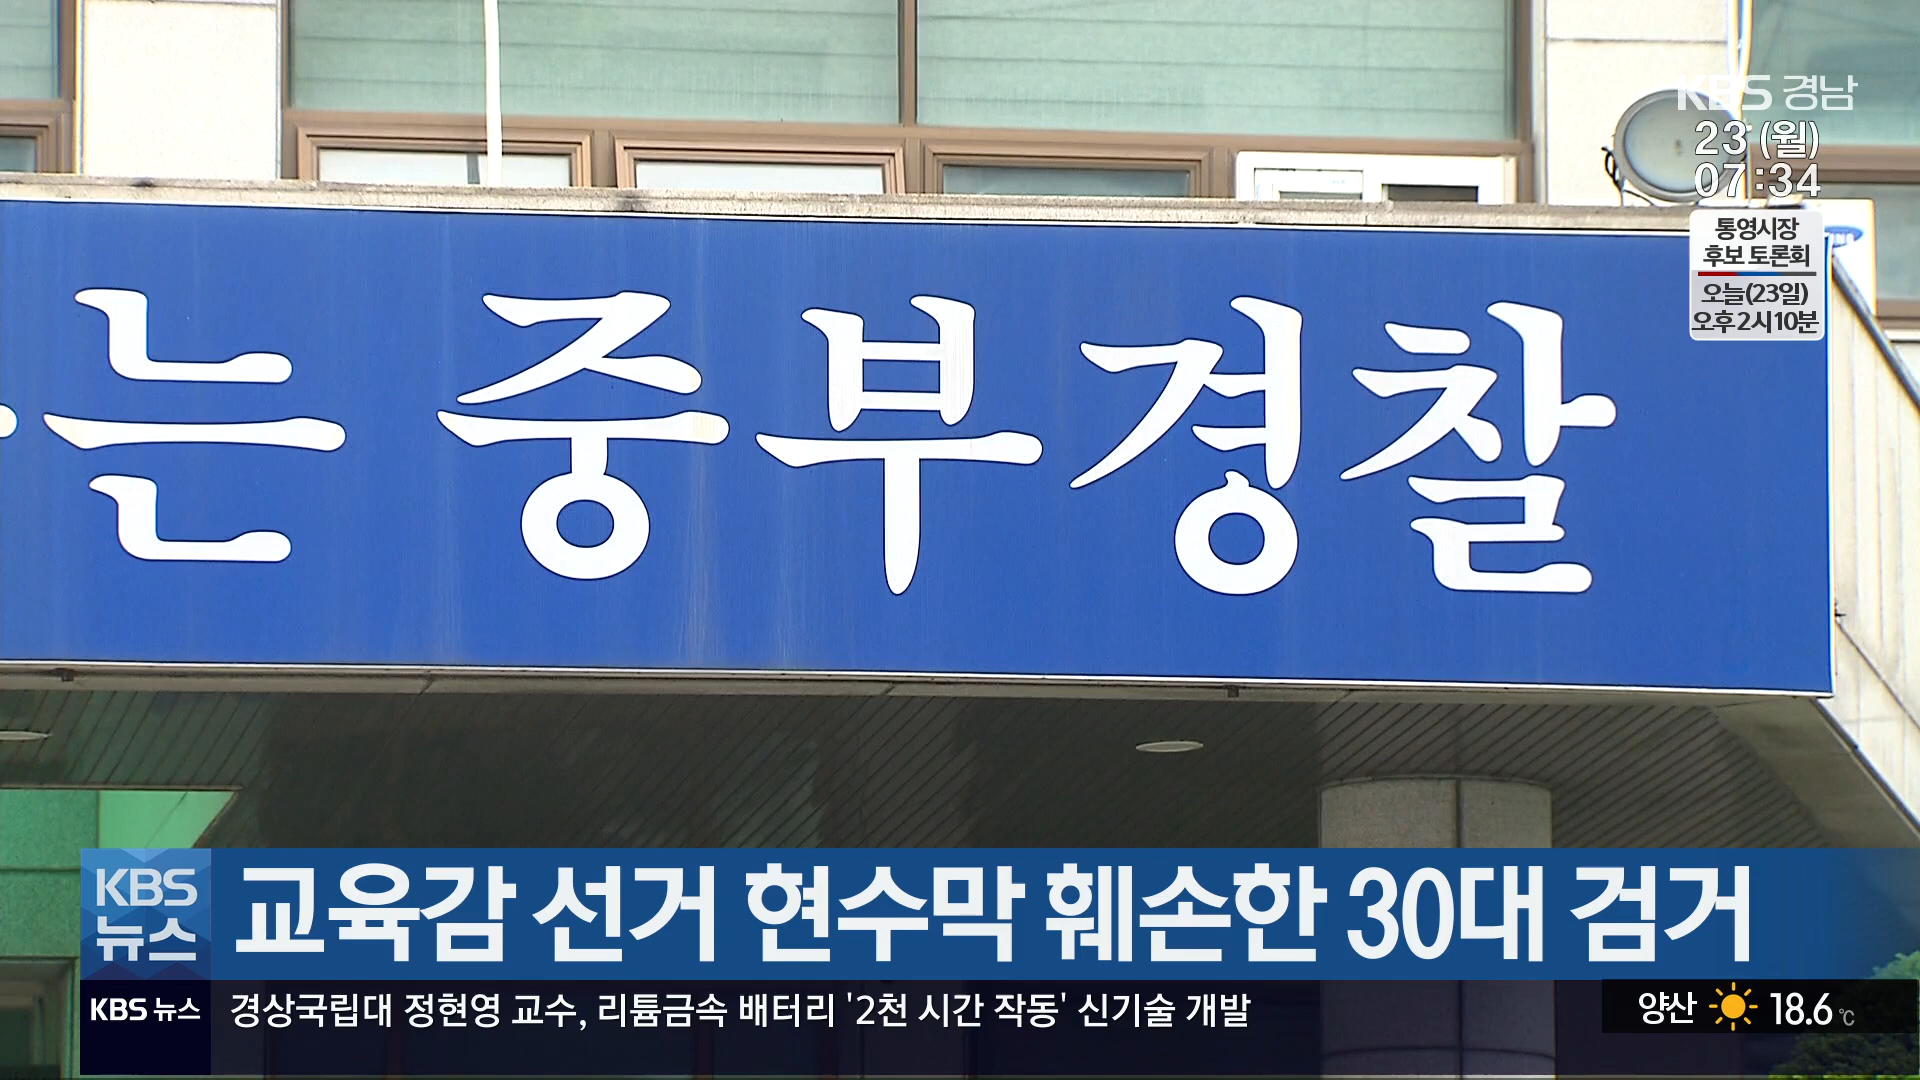 KBS 경남
23 (월)
07:34
통영시장
후보 토론회
오늘(23일)
오후 2시 10분
는 중부경찰
KBS
뉴스
교육감 선거 현수막 훼손한 30대 검거
KBS 뉴스
경상국립대 정현영 교수, 리튬금속 배터리 '2천 시간 작동' 신기술 개발
양산 18.6℃